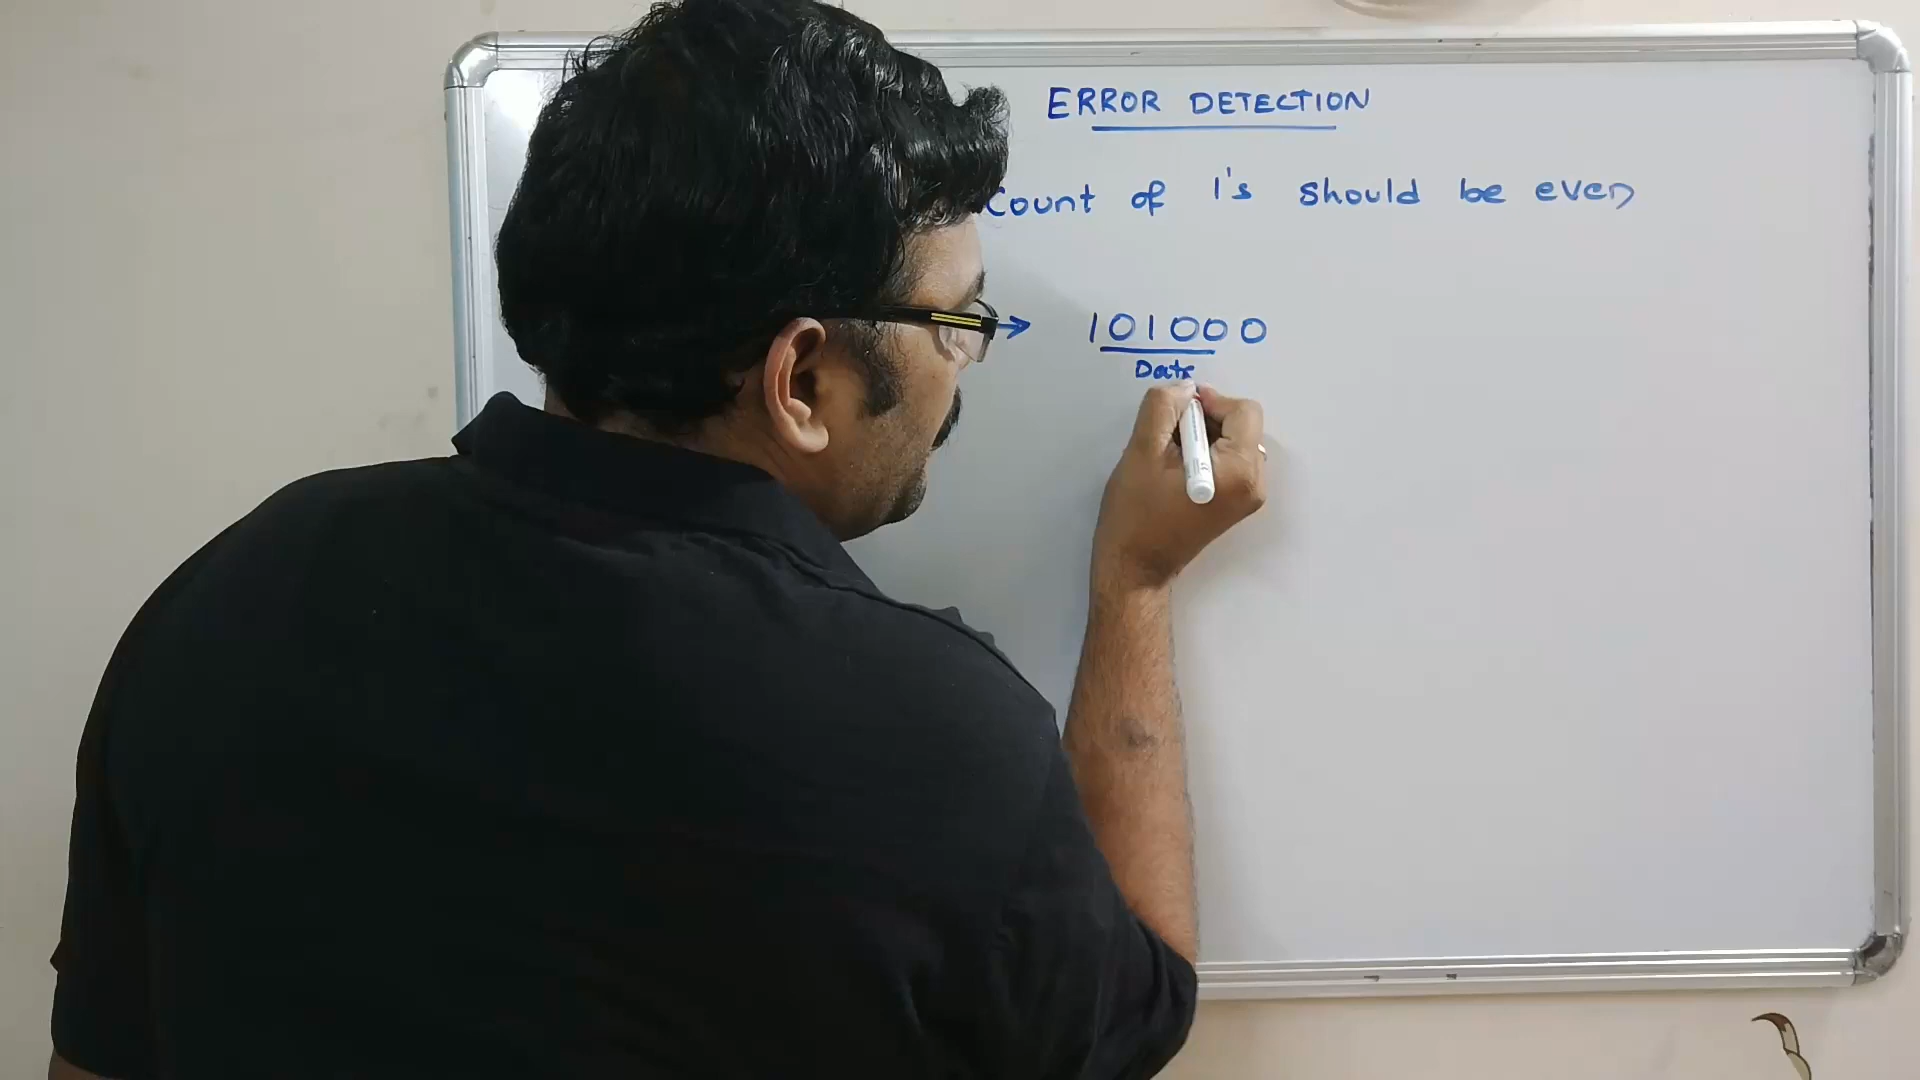 ERROR DETECTION
Count of 1's should be even
→ 101000
Data